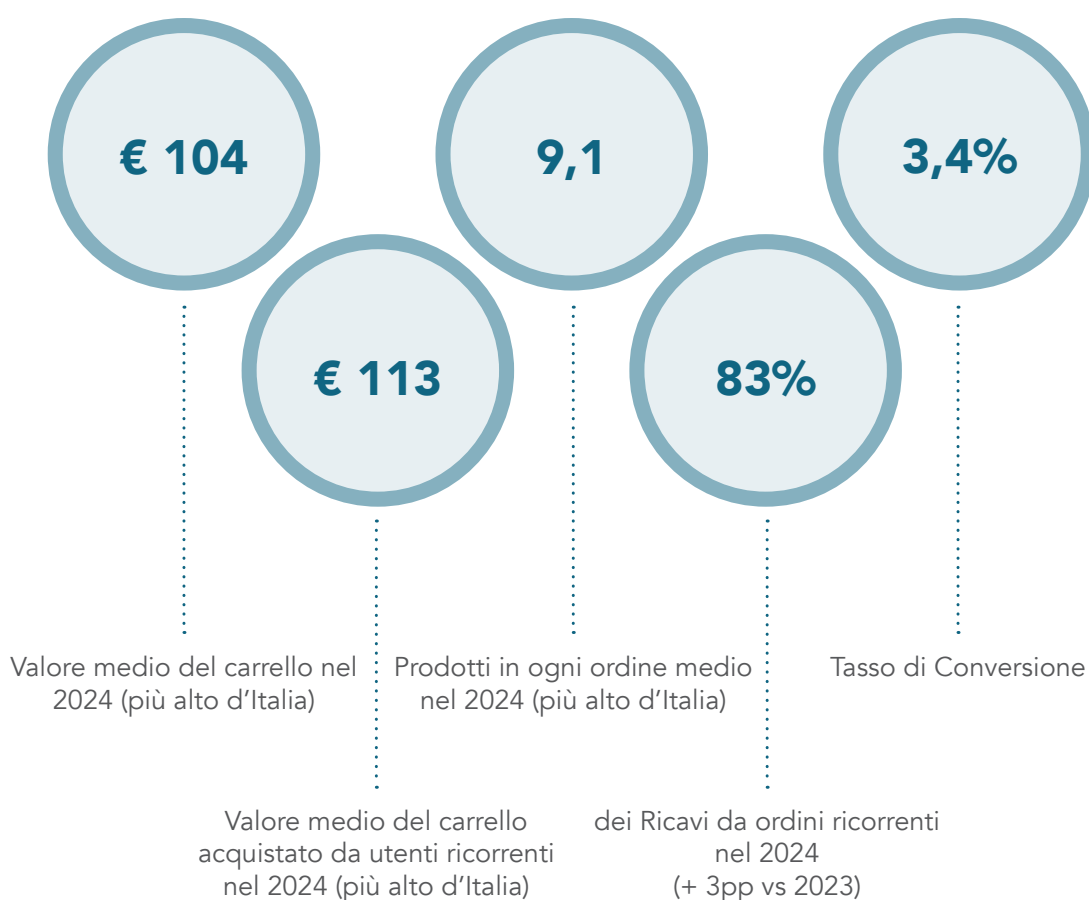 € 104
9,1
3,4%
€ 113
83%
Valore medio del carrello nel
2024 (più alto d’Italia)
Prodotti in ogni ordine medio
nel 2024 (più alto d’Italia)
Tasso di Conversione
Valore medio del carrello
acquistato da utenti ricorrenti
nel 2024 (più alto d’Italia)
dei Ricavi da ordini ricorrenti
nel 2024
(+ 3pp vs 2023)